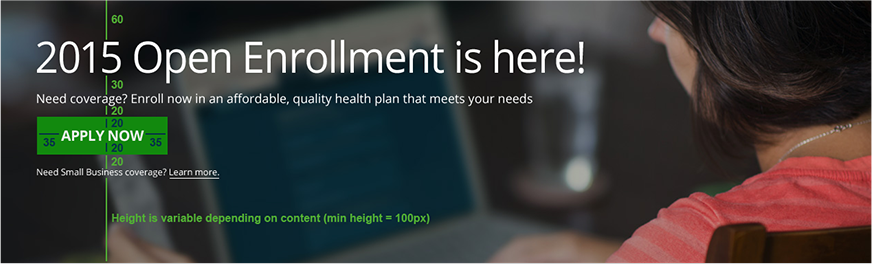 60
2015 Open Enrollment is here!
30
Need coverage? Enroll now in an affordable, quality health plan that meets your needs
20
20
35 APPLY NOW 35
20
20
Need Small Business coverage? Learn more.
Height is variable depending on content (min height = 100px)